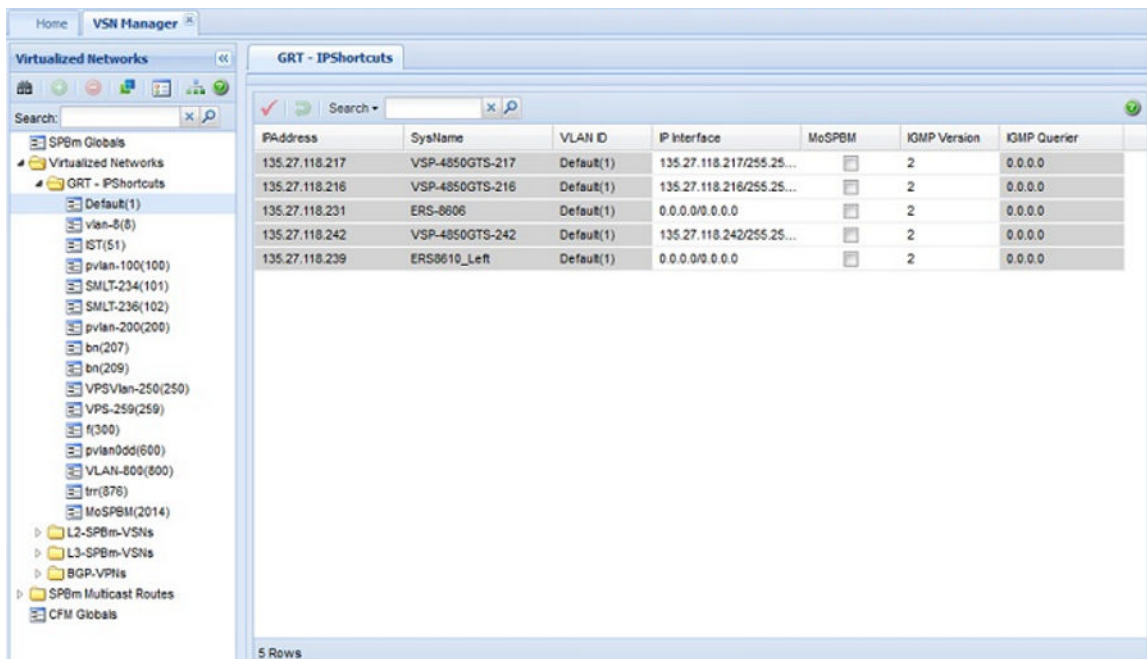 Home VSN Manager
Virtualized Networks
GRT - IPShortcuts
Search:
Search
IPAddress SysName VLAN ID IP Interface MoSPBM IGMP Version IGMP Querier
135.27.118.217 VSP-4850GTS-217 Default(1) 135.27.118.217/255.25... 2 0.0.0.0
135.27.118.216 VSP-4850GTS-216 Default(1) 135.27.118.216/255.25... 2 0.0.0.0
135.27.118.231 ERS-8606 Default(1) 0.0.0.0/0.0.0.0 2 0.0.0.0
135.27.118.242 VSP-4850GTS-242 Default(1) 135.27.118.242/255.25... 2 0.0.0.0
135.27.118.239 ERS8610_Left Default(1) 0.0.0.0/0.0.0.0 2 0.0.0.0
SPBm Globals
Virtualized Networks
GRT - IPShortcuts
Default(1)
vlan-8(8)
IST(51)
pvlan-100(100)
SMLT-234(101)
SMLT-236(102)
pvlan-200(200)
bn(207)
bn(209)
VPSVlan-250(250)
VPS-259(259)
f(300)
pvlan0dd(600)
VLAN-800(800)
trr(876)
MoSPBM(2014)
L2-SPBm-VSNs
L3-SPBm-VSNs
BGP-VPNs
SPBm Multicast Routes
CFM Globals
5 Rows